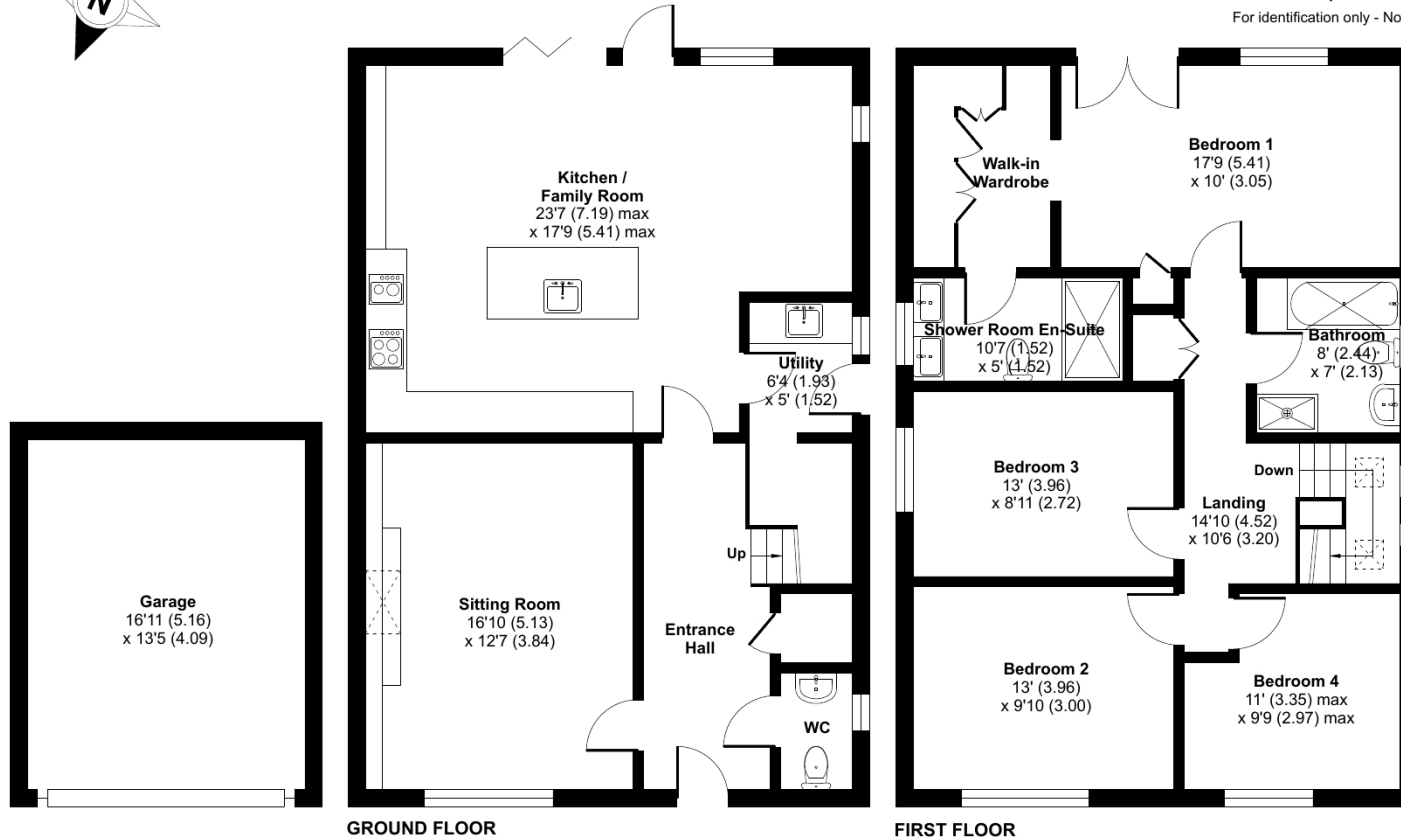 N
For identification only - No
Kitchen /
Family Room
23'7 (7.19) max
x 17'9 (5.41) max
Utility
6'4 (1.93)
x 5' (1.52)
Garage
16'11 (5.16)
x 13'5 (4.09)
Sitting Room
16'10 (5.13)
x 12'7 (3.84)
Up
Entrance
Hall
WC
GROUND FLOOR
Walk-in
Wardrobe
Bedroom 1
17'9 (5.41)
x 10' (3.05)
Shower Room En-Suite
10'7 (1.52)
x 5' (1.52)
Bathroom
8' (2.44)
x 7' (2.13)
Bedroom 3
13' (3.96)
x 8'11 (2.72)
Down
Landing
14'10 (4.52)
x 10'6 (3.20)
Bedroom 2
13' (3.96)
x 9'10 (3.00)
Bedroom 4
11' (3.35) max
x 9'9 (2.97) max
FIRST FLOOR